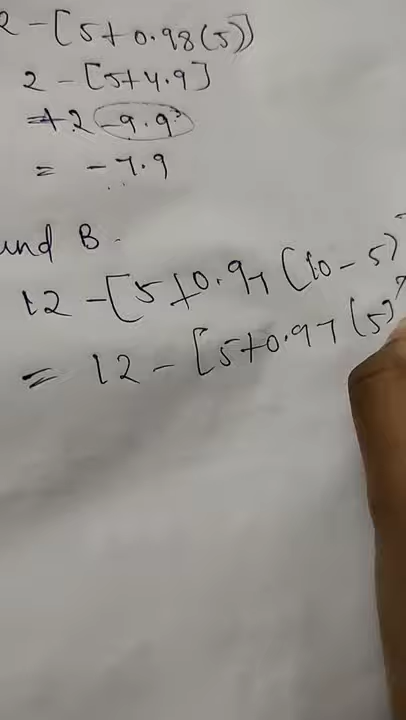 2 - [5+0.98(5)]
2 - [5+4.9]
+2 -9.9
= -7.9
und B.
12 - [5+0.97 (10-5)
= 12 - [5+0.97 (5)